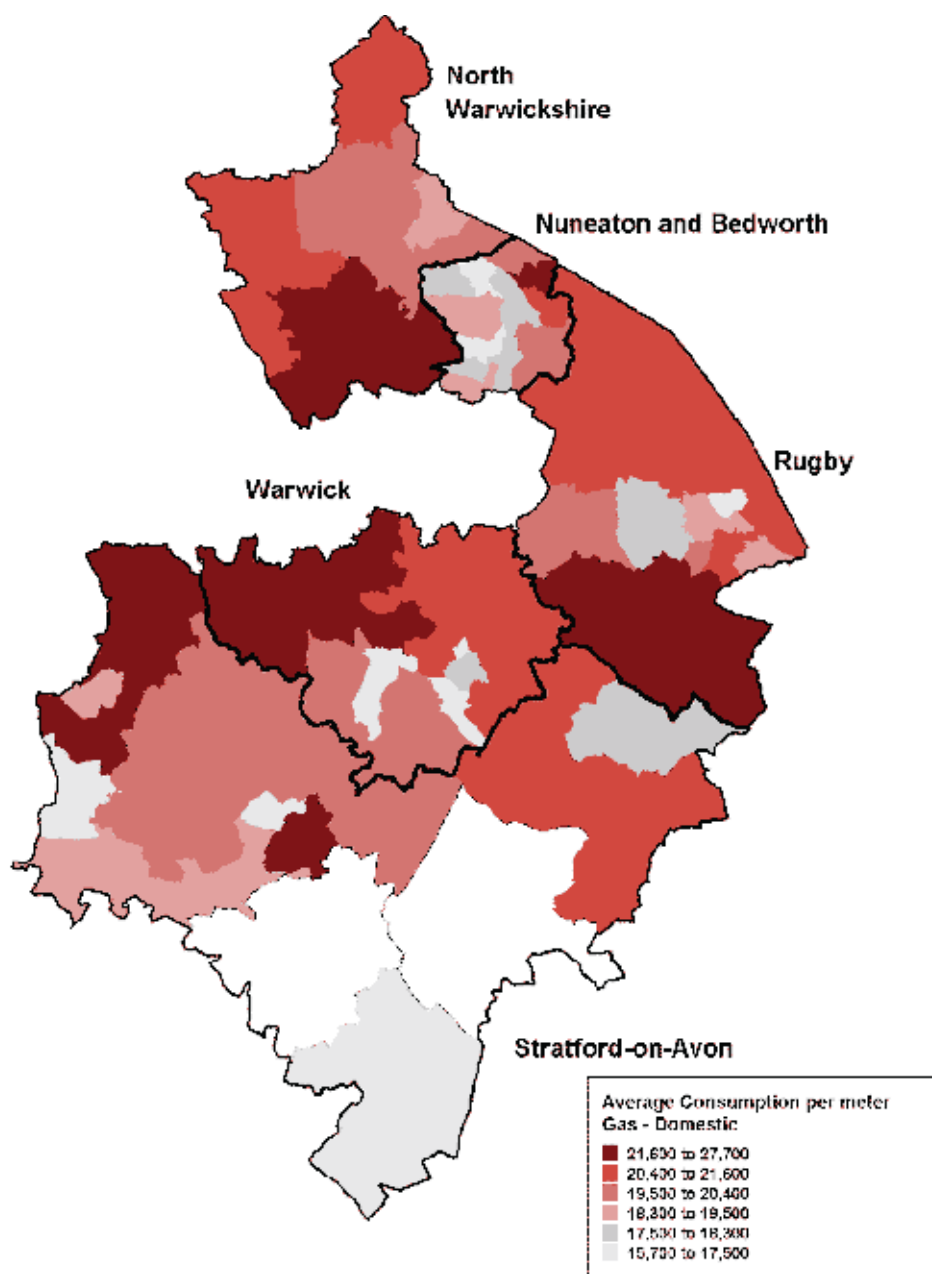 North
Warwickshire
Nuneaton and Bedworth
Rugby
Warwick
Stratford-on-Avon
Average Consumption per meter
Gas - Domestic
21,600 to 27,700
20,400 to 21,600
19,500 to 20,400
18,300 to 19,500
17,500 to 18,300
15,700 to 17,500